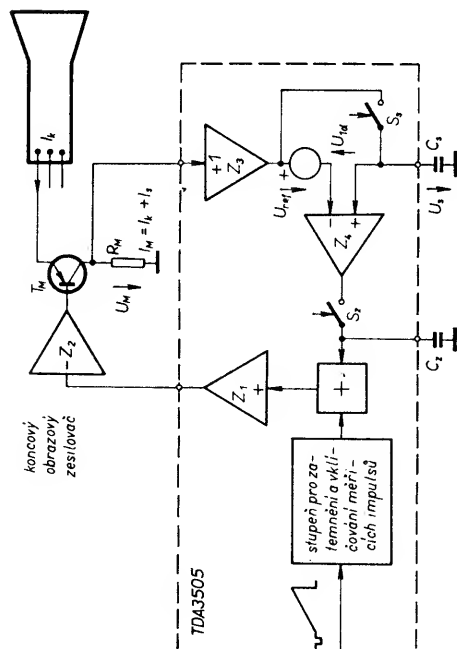 koncový
obrazový
zesilovač
TDA3505
I_k
T_M
-Z_2
R_M
U_M
I_M = I_k + I_s
+1
Z_3
U_ref
+
U_1d
S_3
C_3
U_3
-
+
Z_4
S_2
C_2
Z_1
+
+
stupeň pro za-
temnění a vklí-
čování měři-
cích impulsů